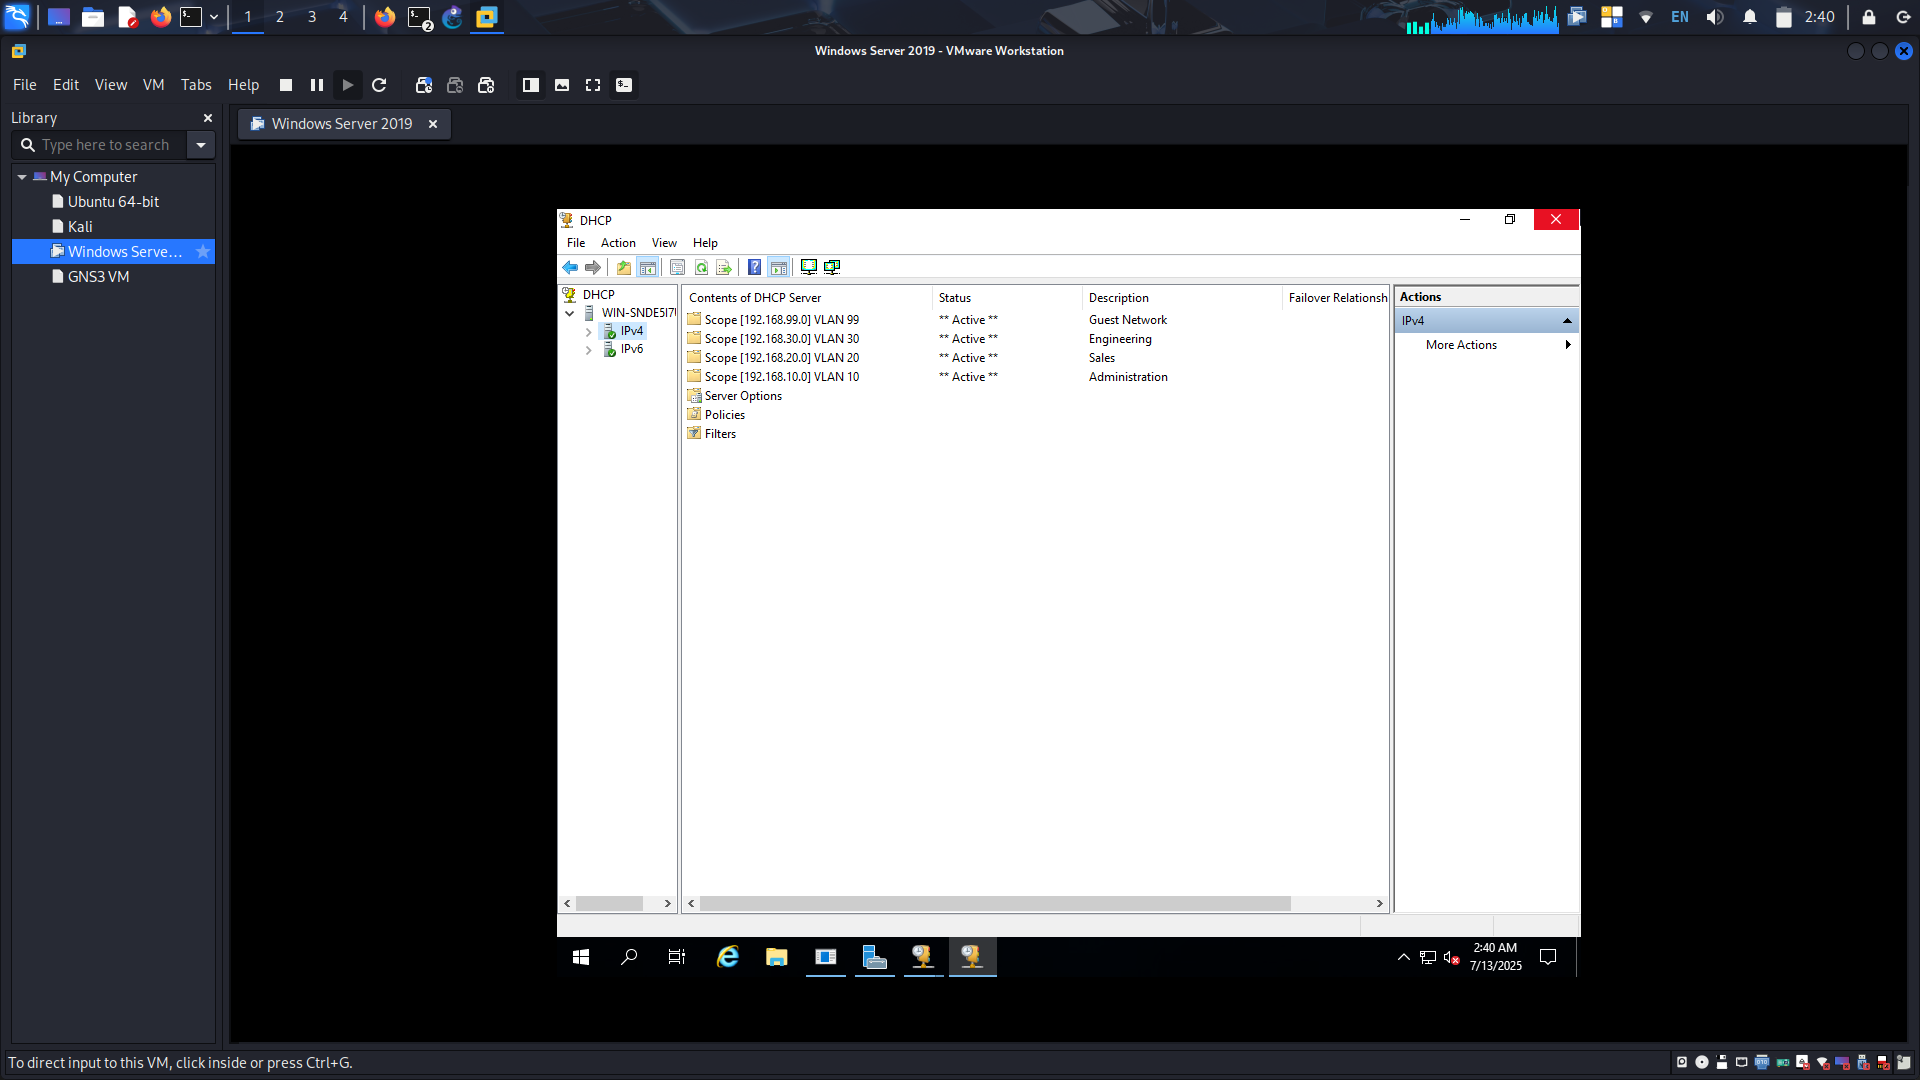 1 2 3 4
2
EN
2:40
Windows Server 2019 - VMware Workstation
File Edit View VM Tabs Help
Library
Type here to search
My Computer
Ubuntu 64-bit
Kali
Windows Serve...
GNS3 VM
Windows Server 2019
DHCP
File Action View Help
DHCP
WIN-SNDE5I7
IPv4
IPv6
Contents of DHCP Server Status Description Failover Relationsh
Scope [192.168.99.0] VLAN 99 ** Active ** Guest Network
Scope [192.168.30.0] VLAN 30 ** Active ** Engineering
Scope [192.168.20.0] VLAN 20 ** Active ** Sales
Scope [192.168.10.0] VLAN 10 ** Active ** Administration
Server Options
Policies
Filters
Actions
IPv4
More Actions
2:40 AM
7/13/2025
To direct input to this VM, click inside or press Ctrl+G.